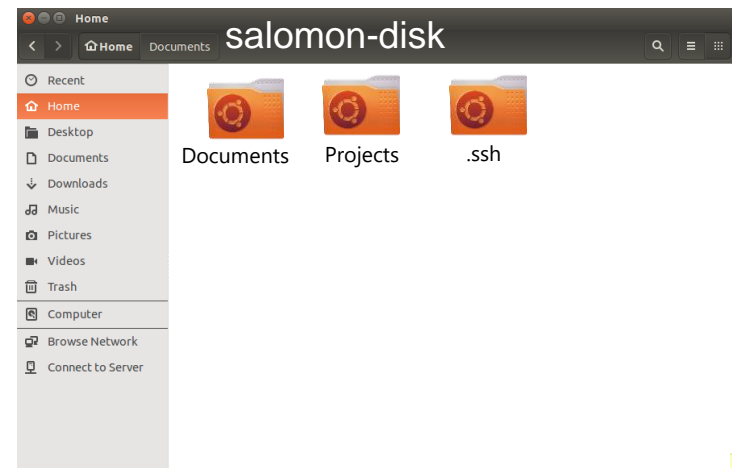 Home
Home Documents salomon-disk
Recent
Home
Desktop
Documents
Downloads
Music
Pictures
Videos
Trash
Computer
Browse Network
Connect to Server
Documents Projects .ssh